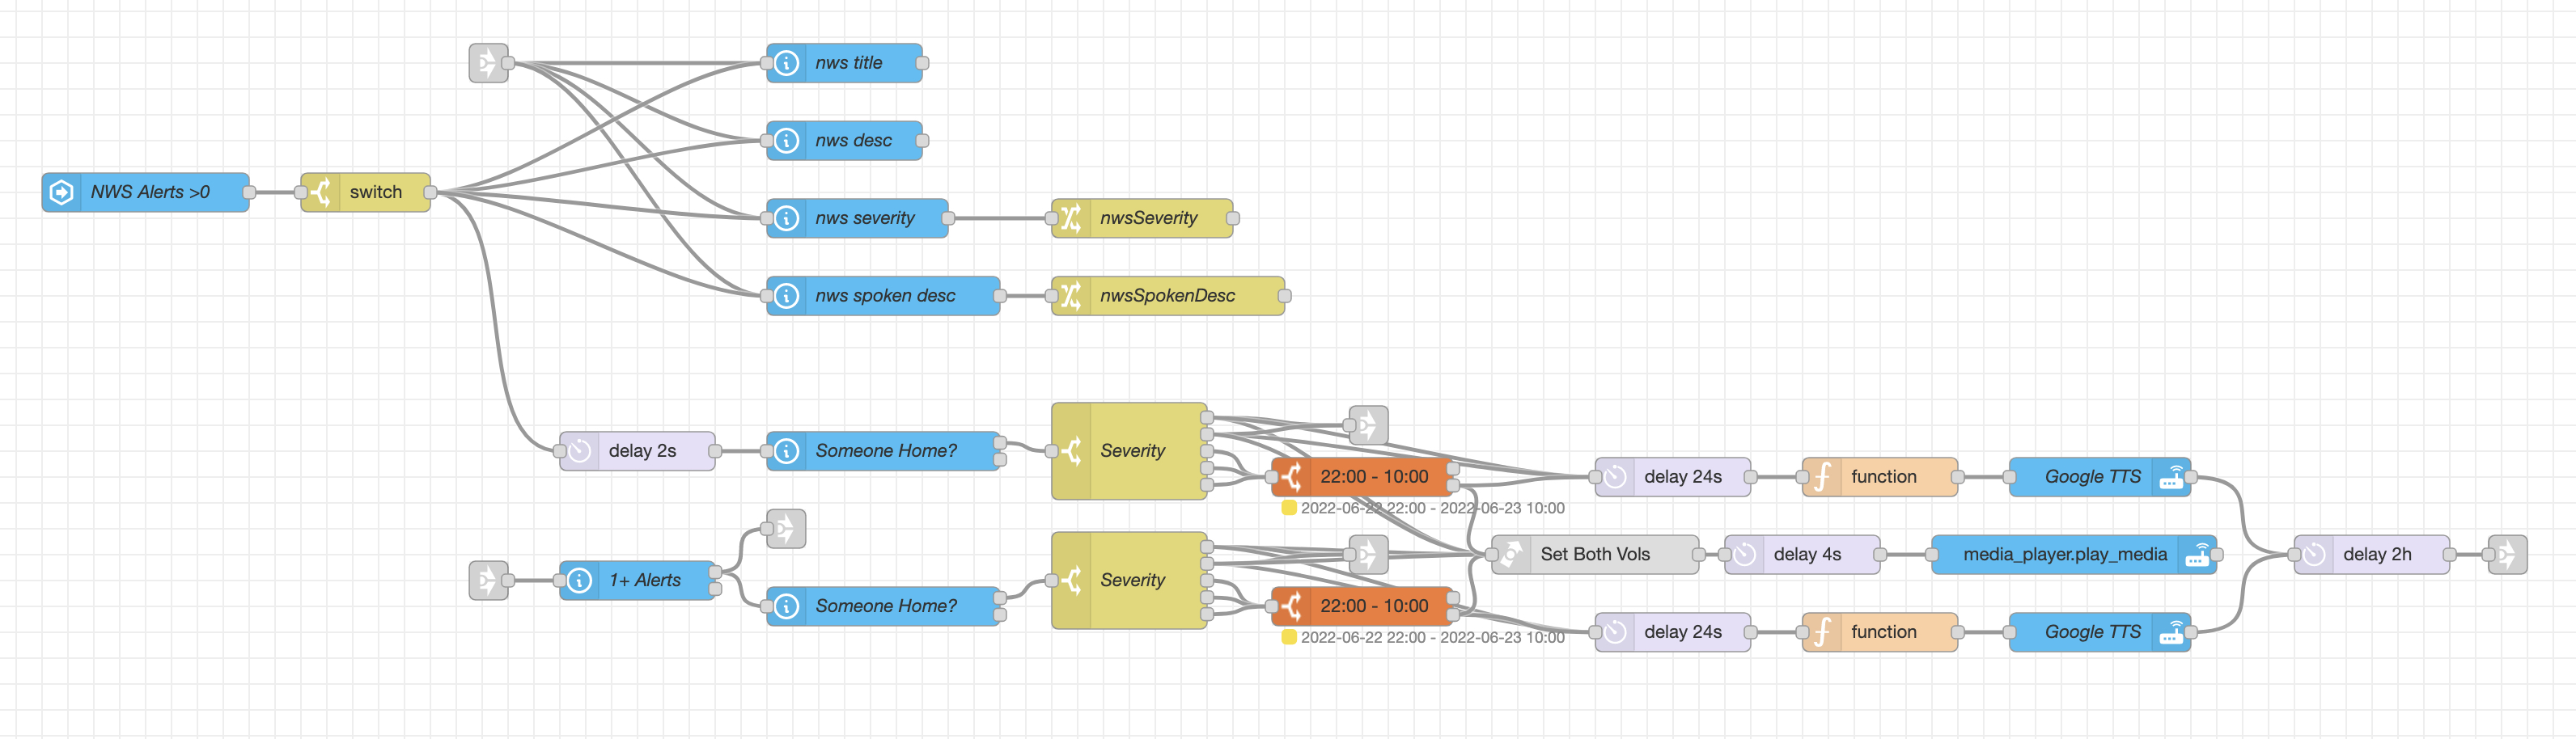 nws title
nws desc
NWS Alerts >0
switch
nws severity
nwsSeverity
nws spoken desc
nwsSpokenDesc
delay 2s
Someone Home?
Severity
22:00 - 10:00
2022-06-22 22:00 - 2022-06-23 10:00
delay 24s
function
Google TTS
Set Both Vols
delay 4s
media_player.play_media
delay 2h
1+ Alerts
Someone Home?
Severity
22:00 - 10:00
2022-06-22 22:00 - 2022-06-23 10:00
delay 24s
function
Google TTS